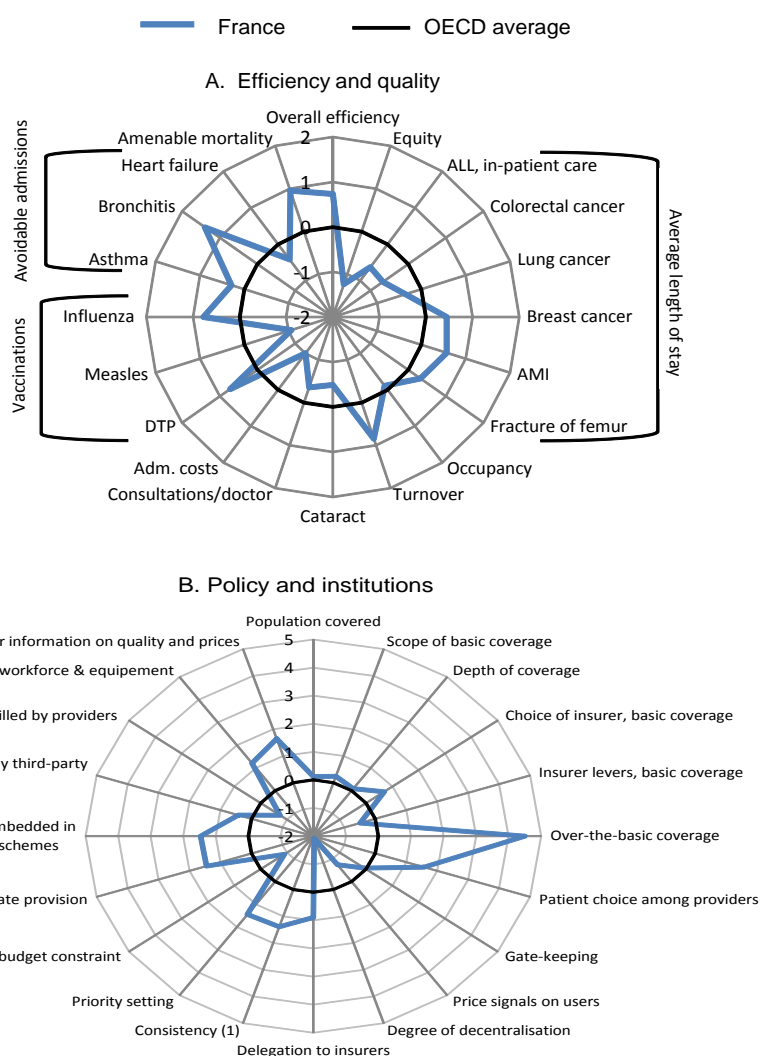 France
OECD average
A. Efficiency and quality
Overall efficiency
Amenable mortality
Equity
Heart failure
ALL, in-patient care
Bronchitis
Colorectal cancer
Asthma
Lung cancer
Influenza
Breast cancer
Measles
AMI
DTP
Fracture of femur
Adm. costs
Occupancy
Consultations/doctor
Turnover
Cataract
Avoidable admissions
Vaccinations
Average length of stay
2
1
0
-1
-2
B. Policy and institutions
Population covered
r information on quality and prices
Scope of basic coverage
workforce & equipement
Depth of coverage
illed by providers
Choice of insurer, basic coverage
y third-party
Insurer levers, basic coverage
mbedded in
schemes
Over-the-basic coverage
ate provision
Patient choice among providers
budget constraint
Gate-keeping
Priority setting
Price signals on users
Consistency (1)
Degree of decentralisation
Delegation to insurers
5
4
3
2
1
0
-1
-2